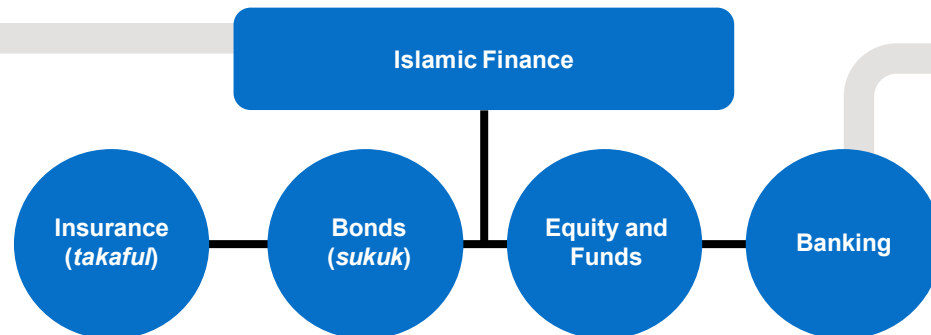 Islamic Finance
Insurance
(takaful)
Bonds
(sukuk)
Equity and
Funds
Banking